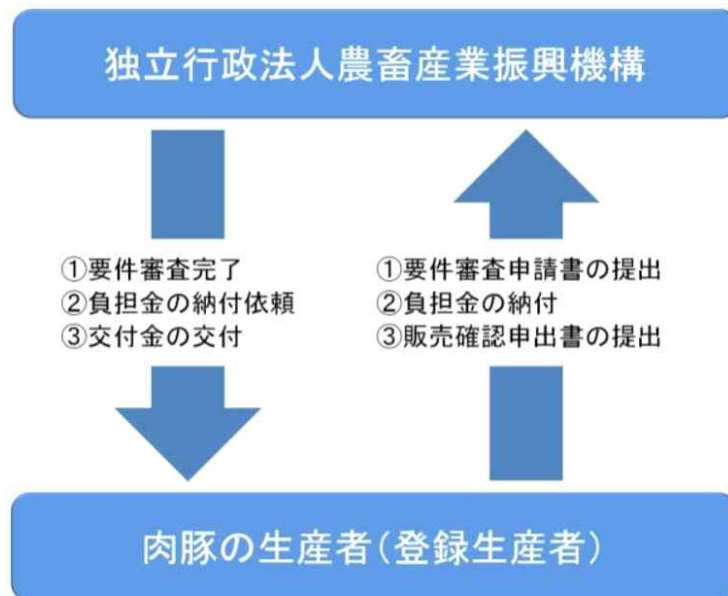 独立行政法人農畜産業振興機構
①要件審査完了
②負担金の納付依頼
③交付金の交付
①要件審査申請書の提出
②負担金の納付
③販売確認申出書の提出
肉豚の生産者(登録生産者)